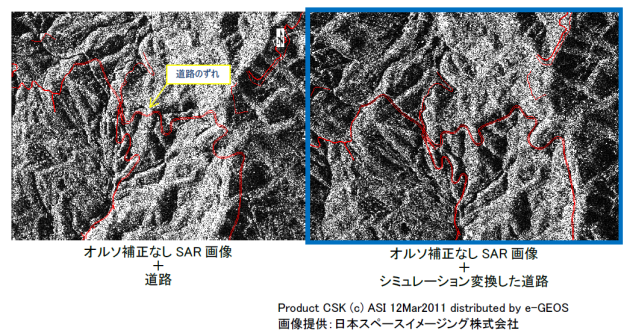 道路のずれ
オルソ補正なし SAR 画像
＋
道路
オルソ補正なし SAR 画像
＋
シミュレーション変換した道路
Product CSK (c) ASI 12Mar2011 distributed by e-GEOS
画像提供：日本スペースイメージング株式会社